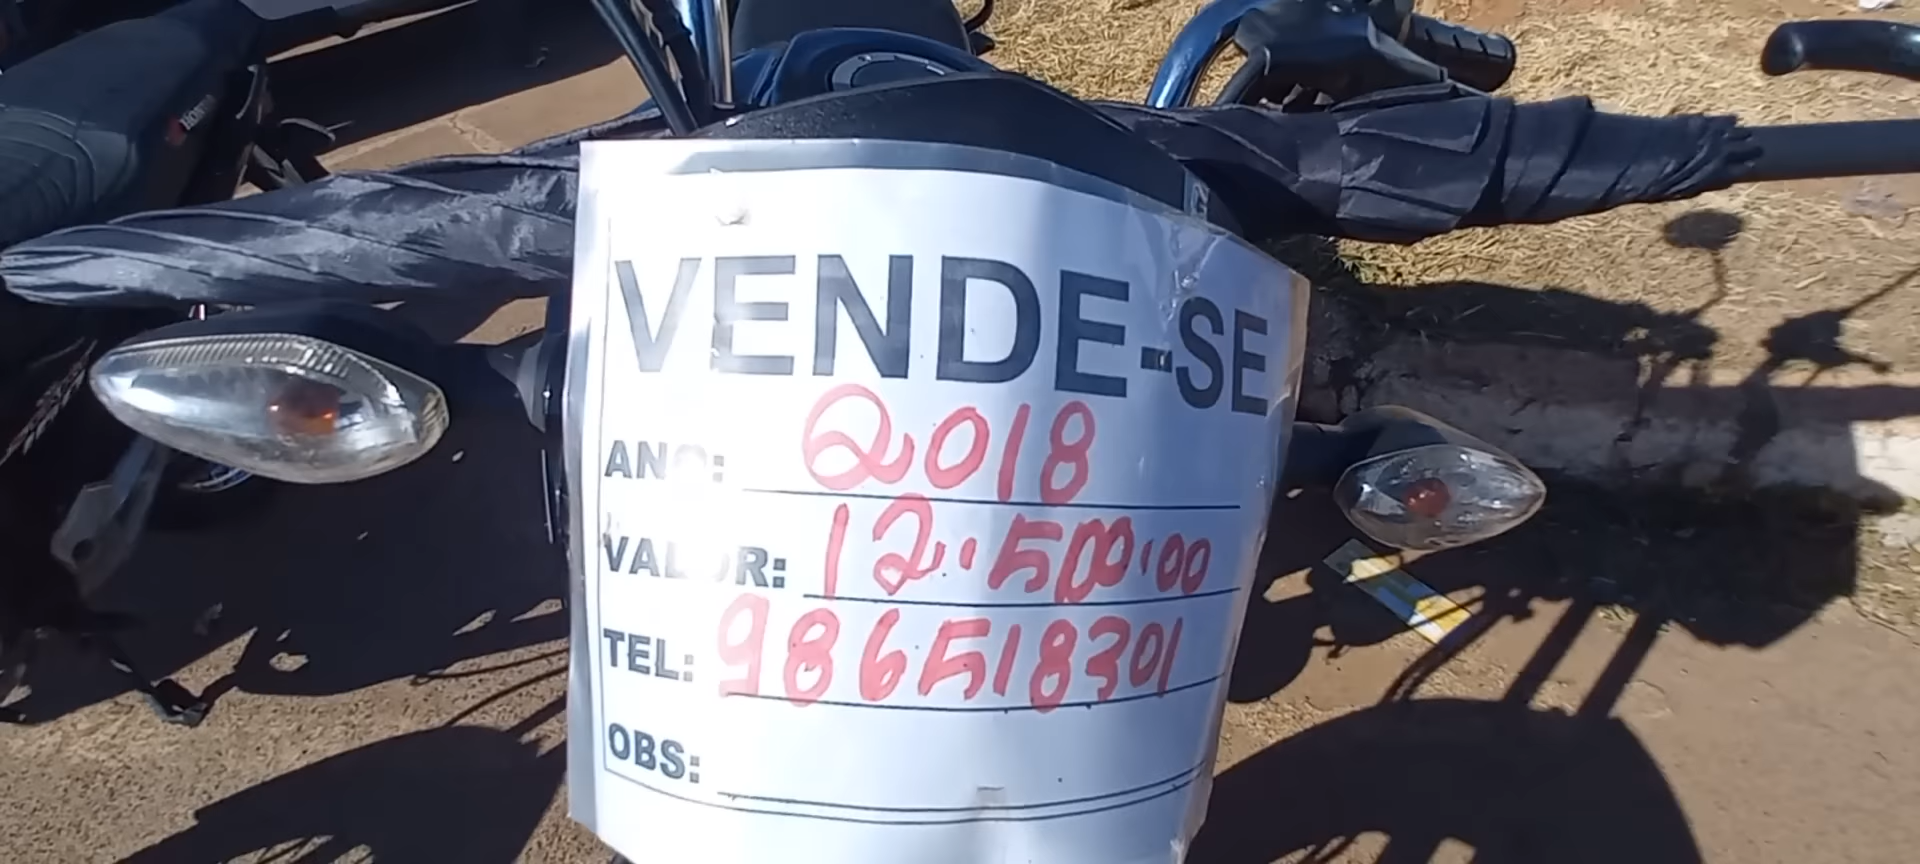 VENDE-SE
ANO: 2018
VALOR: 12.500.00
TEL: 986518301
OBS: